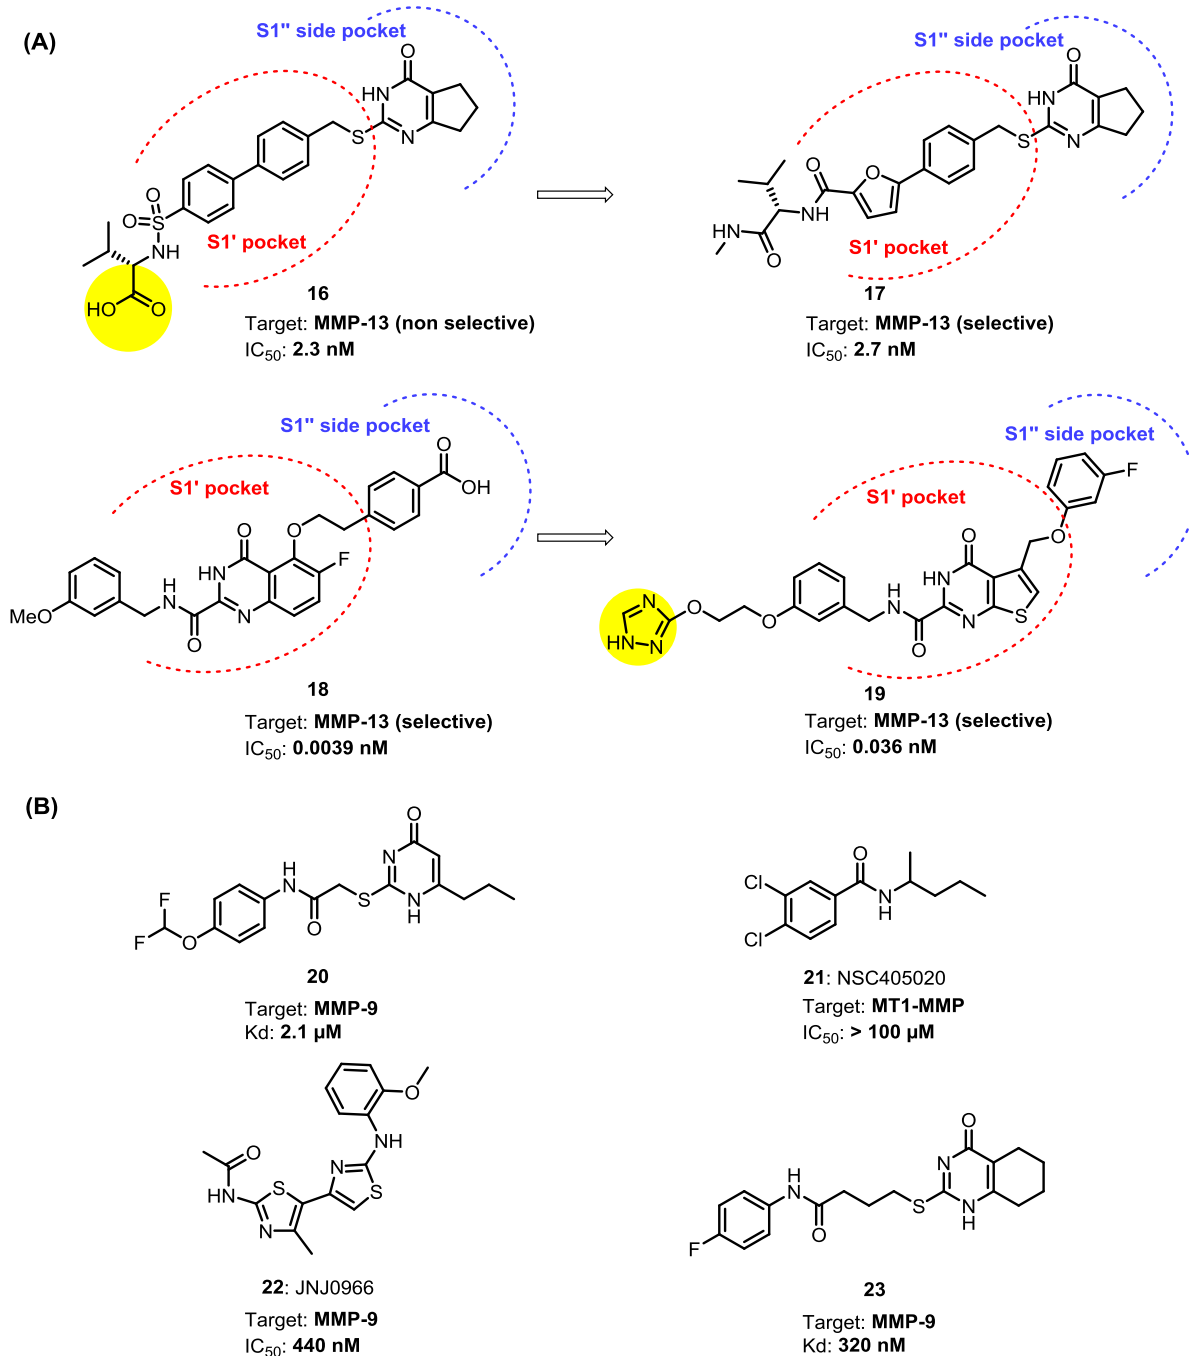 (A)
S1" side pocket
O
HN
S
N
O
O
S
N
H
HO
O
S1' pocket
16
Target: MMP-13 (non selective)
IC50: 2.3 nM
S1" side pocket
O
HN
S
N
O
O
N
H
HN
O
S1' pocket
17
Target: MMP-13 (selective)
IC50: 2.7 nM
S1" side pocket
O
OH
S1' pocket
O
O
F
HN
N
H
N
O
MeO
18
Target: MMP-13 (selective)
IC50: 0.0039 nM
S1" side pocket
F
S1' pocket
O
O
HN
N
S
H
N
O
O
O
N
N
HN
19
Target: MMP-13 (selective)
IC50: 0.036 nM
(B)
O
N
H
N
S
N
H
O
F
F
O
20
Target: MMP-9
Kd: 2.1 µM
O
Cl
N
H
Cl
21: NSC405020
Target: MT1-MMP
IC50: > 100 µM
O
NH
O
N
S
S
HN
N
22: JNJ0966
Target: MMP-9
IC50: 440 nM
O
N
H
N
S
N
H
O
F
23
Target: MMP-9
Kd: 320 nM